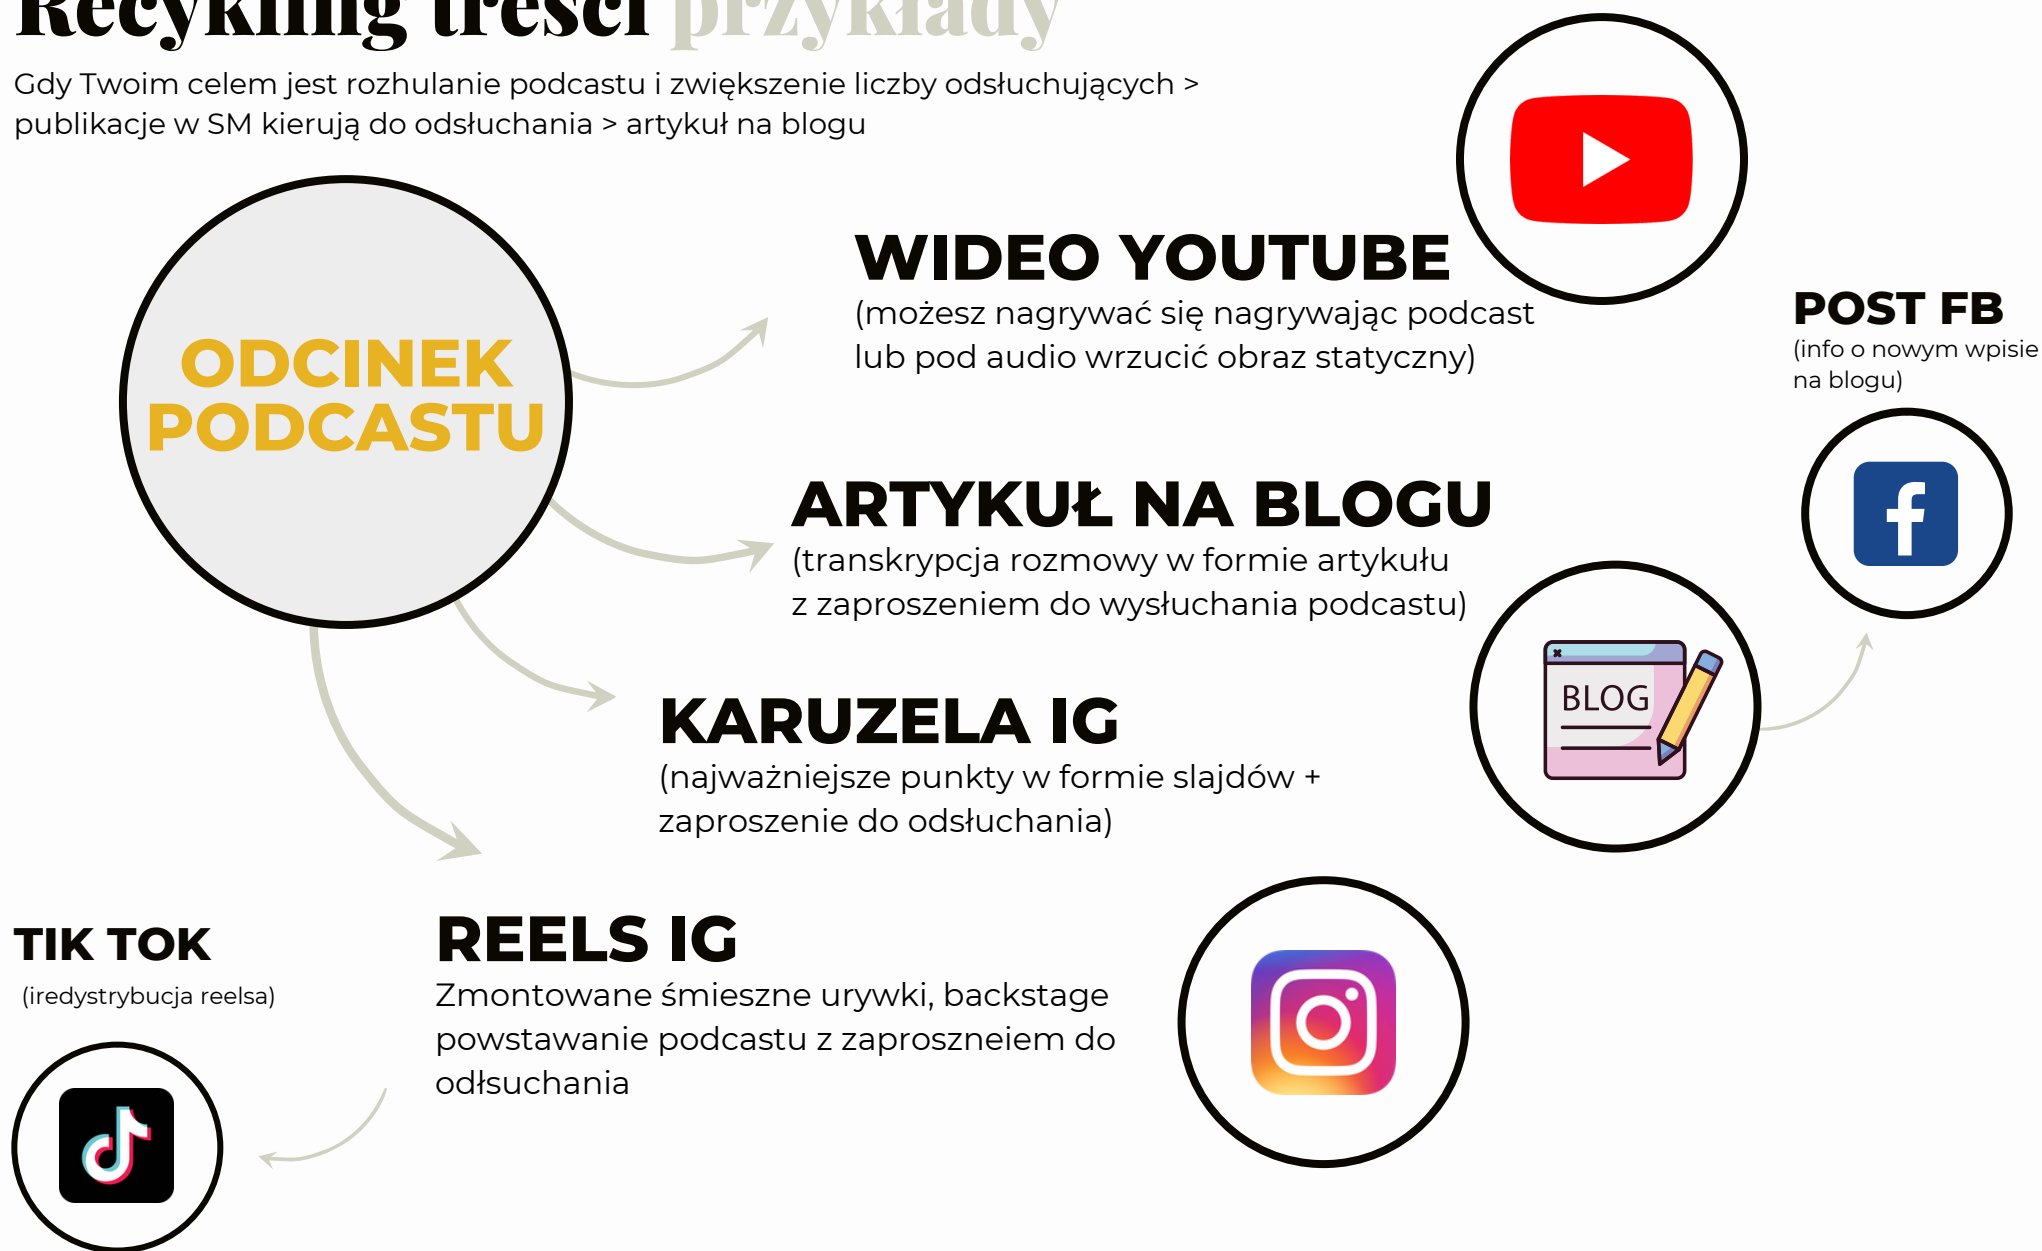 Recykling treści przykłady
Gdy Twoim celem jest rozhulanie podcastu i zwiększenie liczby odsłuchujących >
publikacje w SM kierują do odsłuchania > artykuł na blogu
ODCINEK
PODCASTU
WIDEO YOUTUBE
(możesz nagrywać się nagrywając podcast
lub pod audio wrzucić obraz statyczny)
POST FB
(info o nowym wpisie
na blogu)
ARTYKUŁ NA BLOGU
(transkrypcja rozmowy w formie artykułu
z zaproszeniem do wysłuchania podcastu)
BLOG
KARUZELA IG
(najważniejsze punkty w formie slajdów +
zaproszenie do odsłuchania)
REELS IG
Zmontowane śmieszne urywki, backstage
powstawanie podcastu z zaproszneiem do
odłsuchania
TIK TOK
(iredystrybucja reelsa)